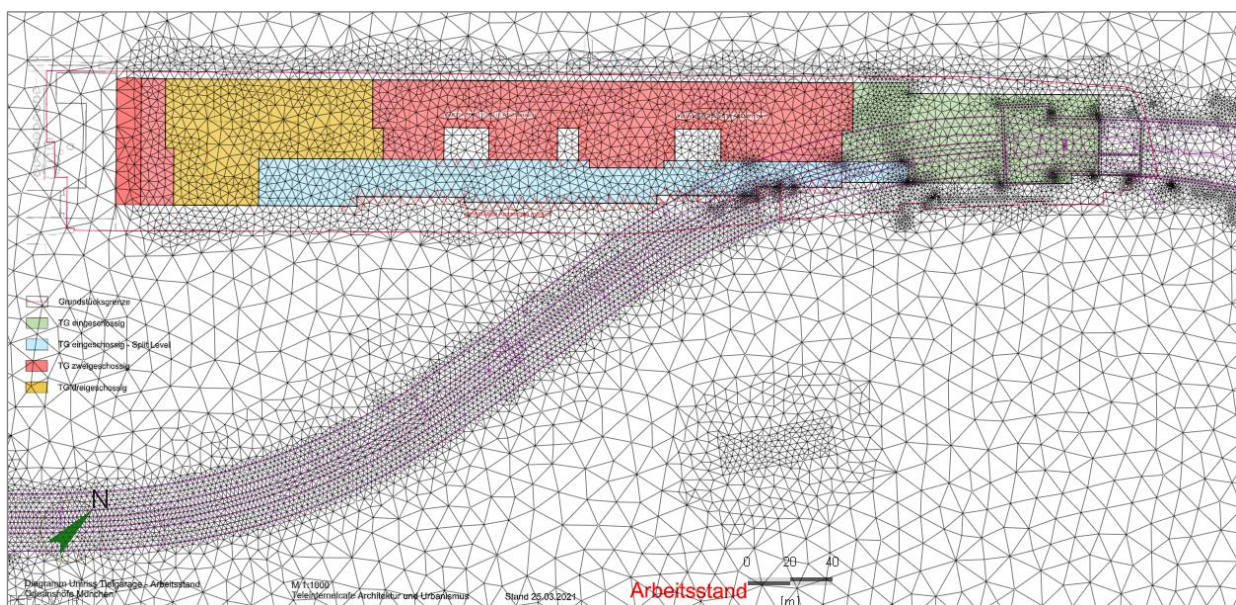 Grundstücksgrenze
TG eingeschossig
TG eingeschossig - Split Level
TG zweigeschossig
TG dreigeschossig
N
0 20 40
[m]
Diagramm Umriss Tiefgarage - Arbeitsstand
München
M 1:1000
Teleinternetcafe Architektur und Urbanismus
Stand 25.03.2021
Arbeitsstand